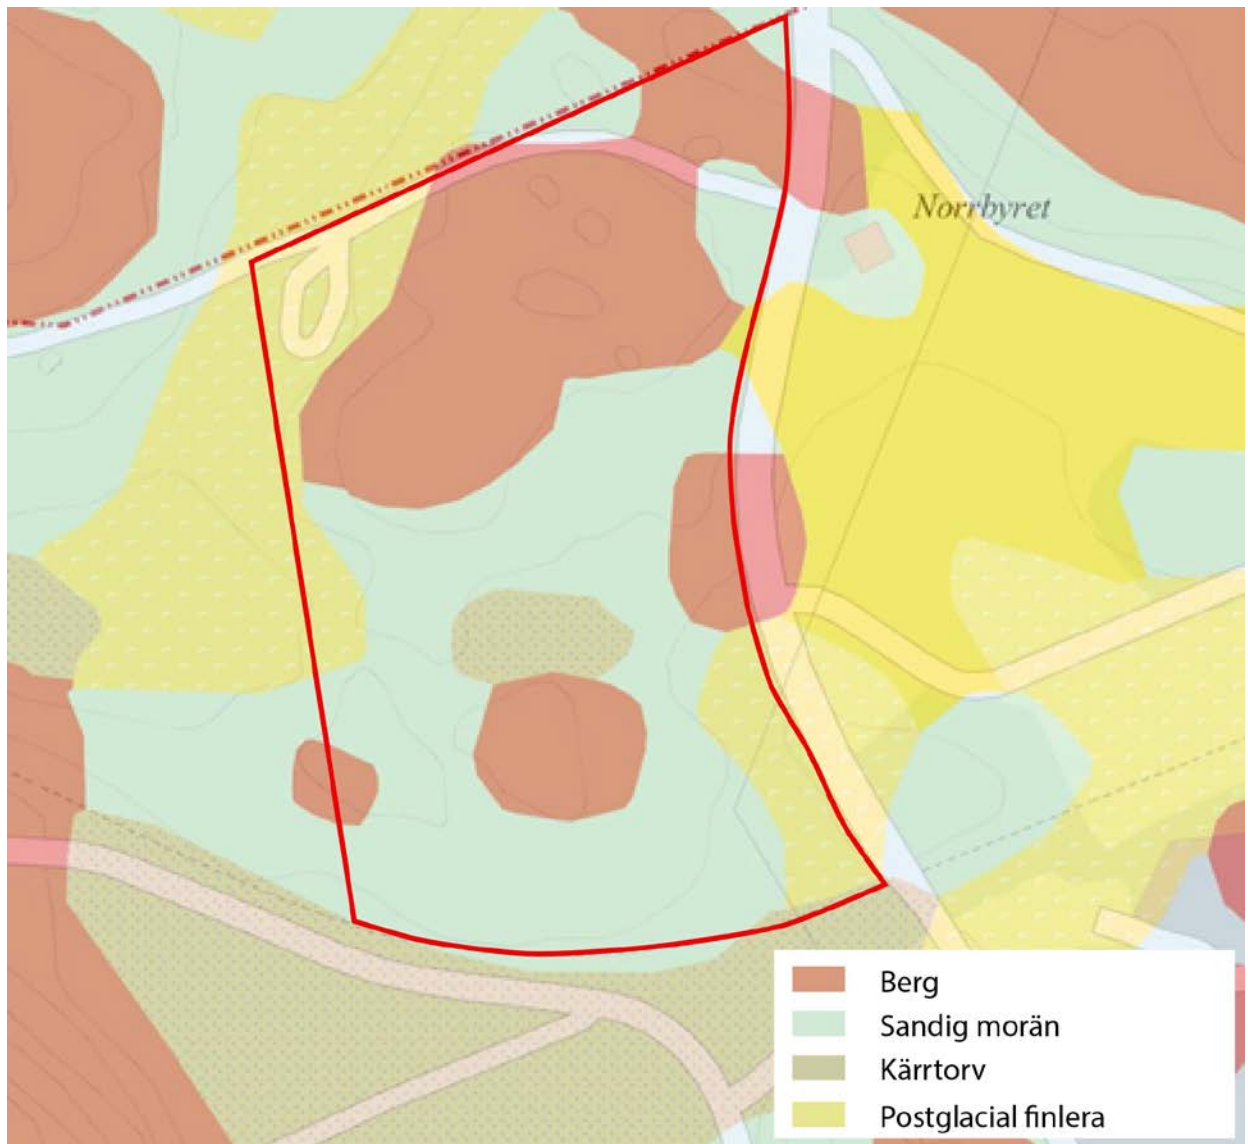 Norrbyret
Berg
Sandig morän
Kärrtorv
Postglacial finlera